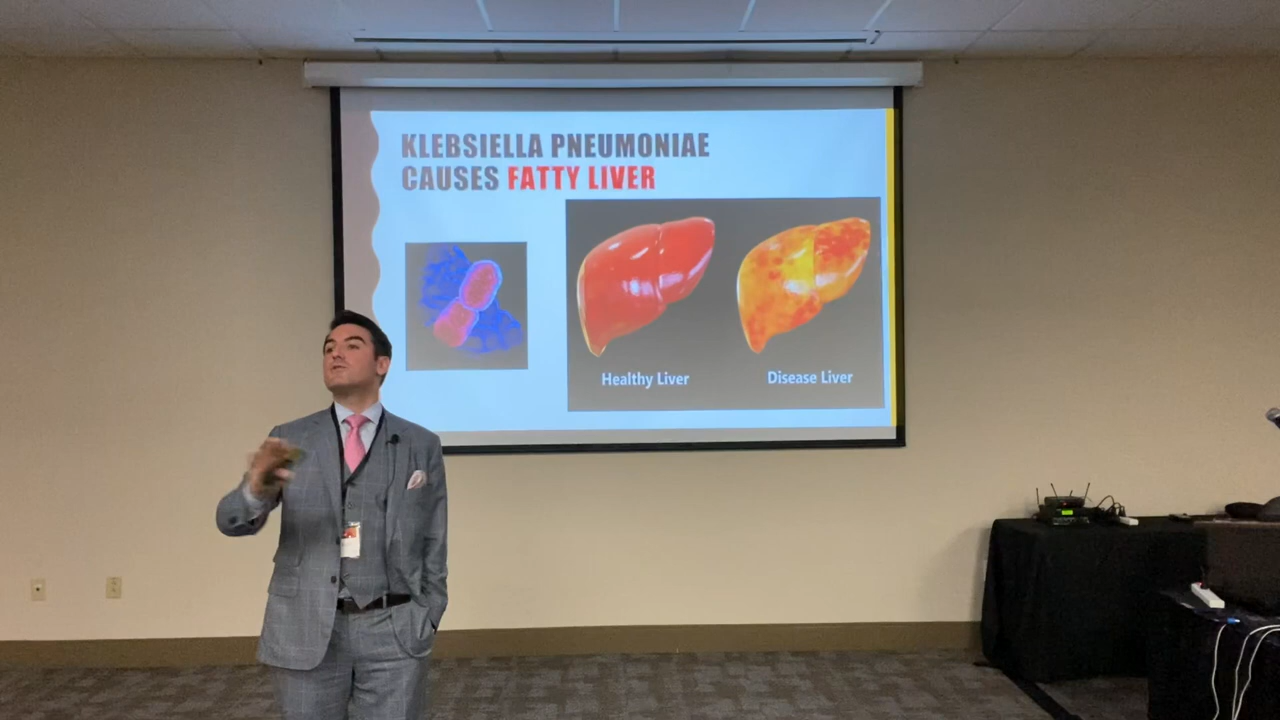 KLEBSIELLA PNEUMONIAE
CAUSES FATTY LIVER
Healthy Liver
Disease Liver